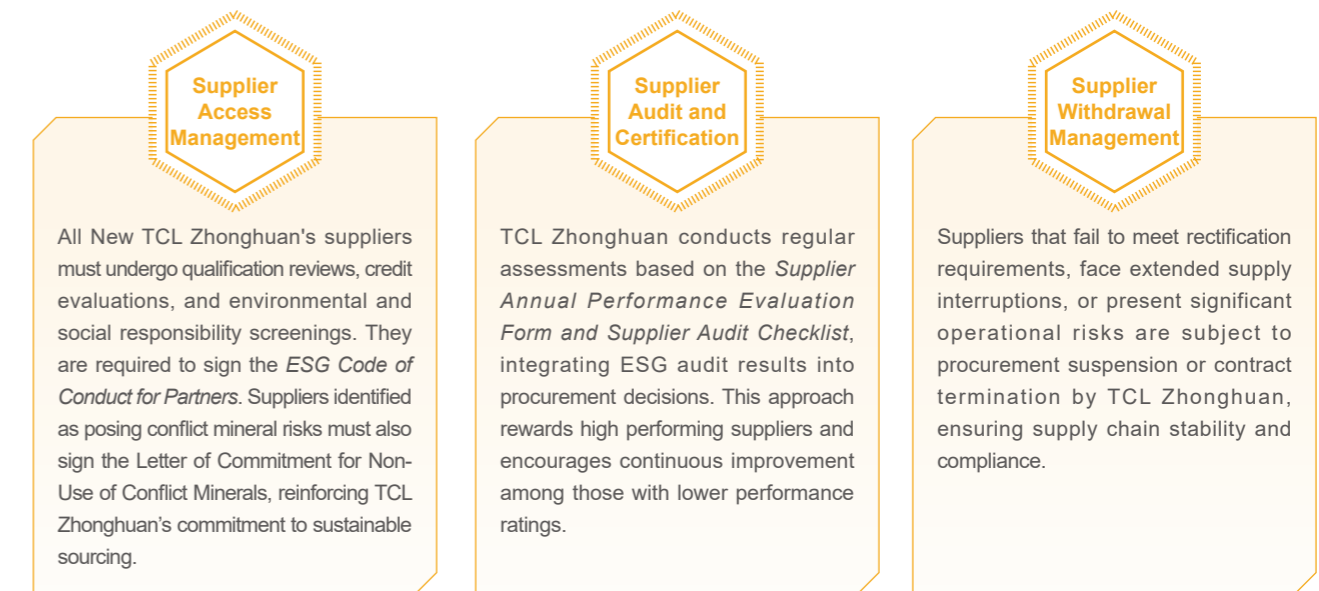 Supplier
Access
Management
All New TCL Zhonghuan's suppliers
must undergo qualification reviews, credit
evaluations, and environmental and
social responsibility screenings. They
are required to sign the ESG Code of
Conduct for Partners. Suppliers identified
as posing conflict mineral risks must also
sign the Letter of Commitment for Non-
Use of Conflict Minerals, reinforcing TCL
Zhonghuan’s commitment to sustainable
sourcing.
Supplier
Audit and
Certification
TCL Zhonghuan conducts regular
assessments based on the Supplier
Annual Performance Evaluation
Form and Supplier Audit Checklist,
integrating ESG audit results into
procurement decisions. This approach
rewards high performing suppliers and
encourages continuous improvement
among those with lower performance
ratings.
Supplier
Withdrawal
Management
Suppliers that fail to meet rectification
requirements, face extended supply
interruptions, or present significant
operational risks are subject to
procurement suspension or contract
termination by TCL Zhonghuan,
ensuring supply chain stability and
compliance.